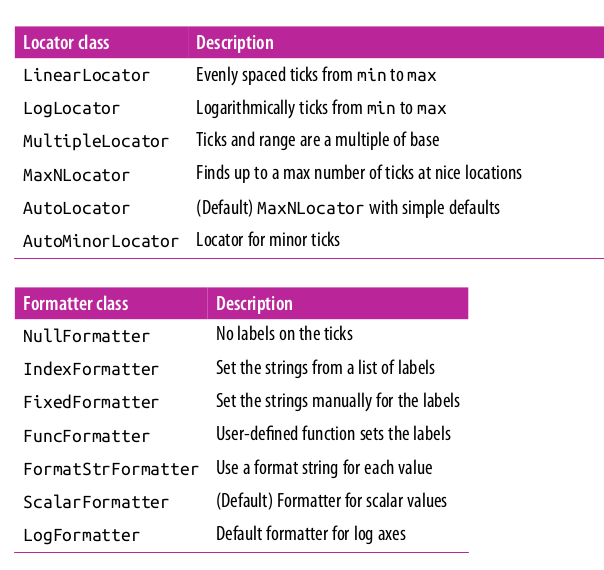 Locator class Description
LinearLocator Evenly spaced ticks from min to max
LogLocator Logarithmically ticks from min to max
MultipleLocator Ticks and range are a multiple of base
MaxNLocator Finds up to a max number of ticks at nice locations
AutoLocator (Default) MaxNLocator with simple defaults
AutoMinorLocator Locator for minor ticks
Formatter class Description
NullFormatter No labels on the ticks
IndexFormatter Set the strings from a list of labels
FixedFormatter Set the strings manually for the labels
FuncFormatter User-defined function sets the labels
FormatStrFormatter Use a format string for each value
ScalarFormatter (Default) Formatter for scalar values
LogFormatter Default formatter for log axes